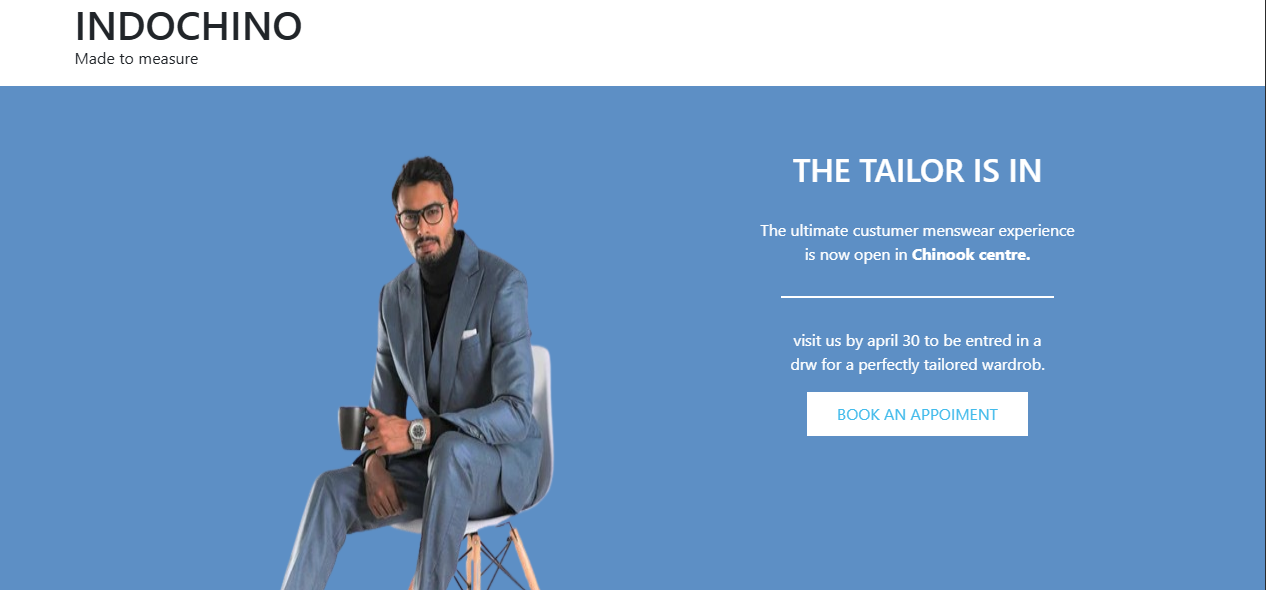 INDOCHINO
Made to measure
THE TAILOR IS IN
The ultimate custumer menswear experience
is now open in Chinook centre.
visit us by april 30 to be entred in a
drw for a perfectly tailored wardrob.
BOOK AN APPOIMENT